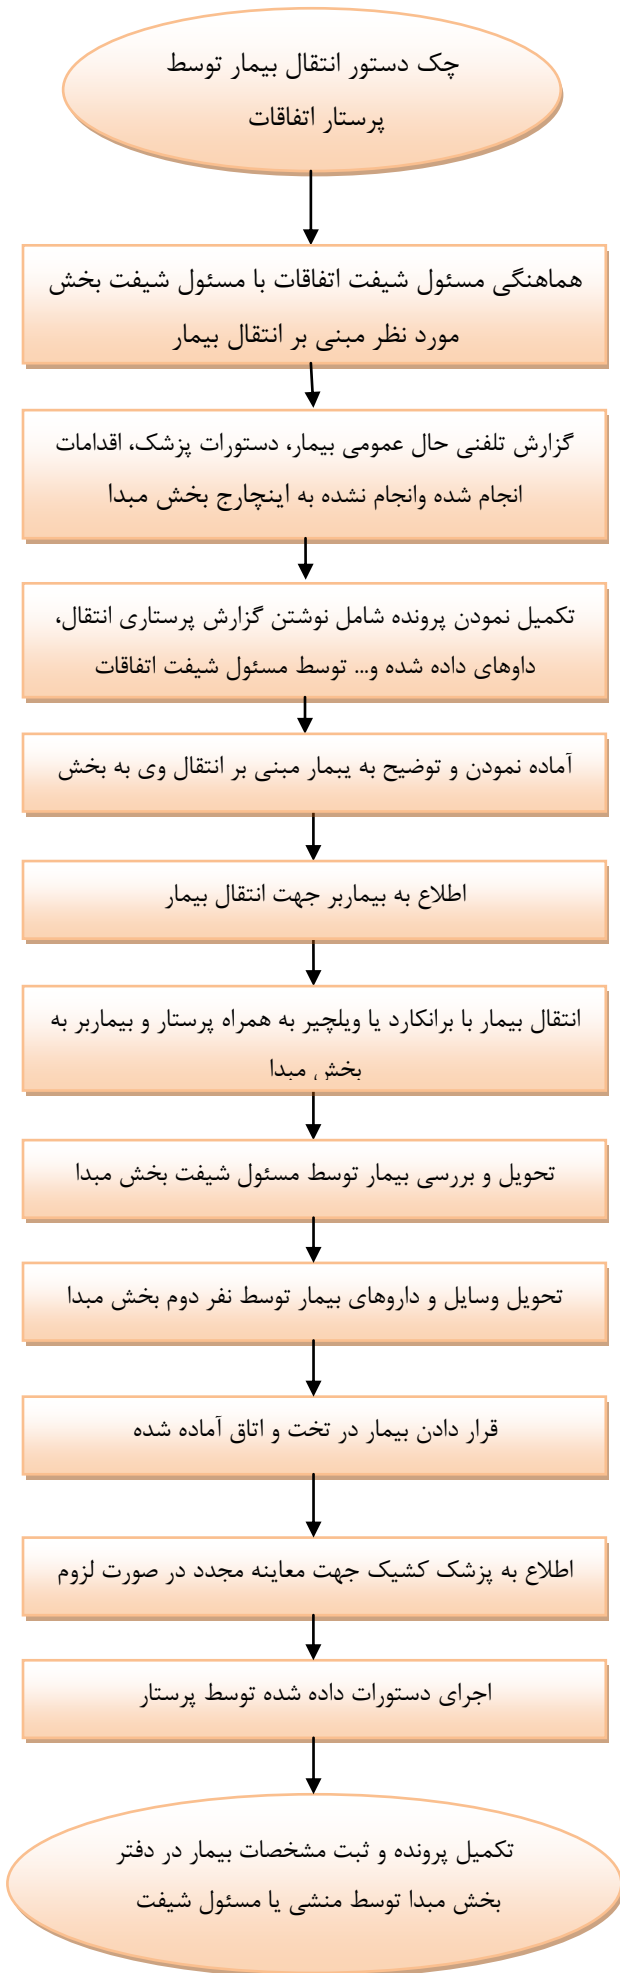 چک دستور انتقال بیمار توسط
پرستار اتفاقات
هماهنگی مسئول شیفت اتفاقات با مسئول شیفت بخش
مورد نظر مبنی بر انتقال بیمار
گزارش تلفنی حال عمومی بیمار، دستورات پزشک، اقدامات
انجام شده وانجام نشده به اینچارج بخش مبدا
تکمیل نمودن پرونده شامل نوشتن گزارش پرستاری انتقال،
داوهای داده شده و... توسط مسئول شیفت اتفاقات
آماده نمودن و توضیح به یبمار مبنی بر انتقال وی به بخش
اطلاع به بیماربر جهت انتقال بیمار
انتقال بیمار با برانکارد یا ویلچیر به همراه پرستار و بیماربر به
بخش مبدا
تحویل و بررسی بیمار توسط مسئول شیفت بخش مبدا
تحویل وسایل و داروهای بیمار توسط نفر دوم بخش مبدا
قرار دادن بیمار در تخت و اتاق آماده شده
اطلاع به پزشک کشیک جهت معاینه مجدد در صورت لزوم
اجرای دستورات داده شده توسط پرستار
تکمیل پرونده و ثبت مشخصات بیمار در دفتر
بخش مبدا توسط منشی یا مسئول شیفت